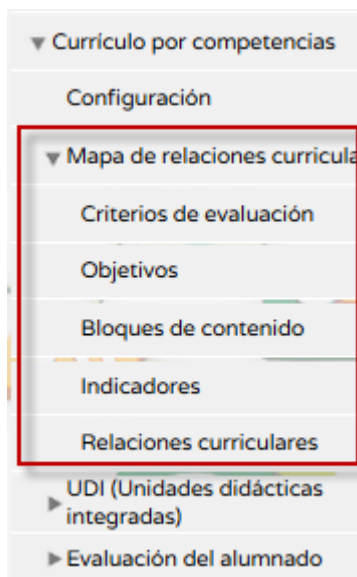 Currículo por competencias
Configuración
Mapa de relaciones curricula
Criterios de evaluación
Objetivos
Bloques de contenido
Indicadores
Relaciones curriculares
UDI (Unidades didácticas
integradas)
Evaluación del alumnado